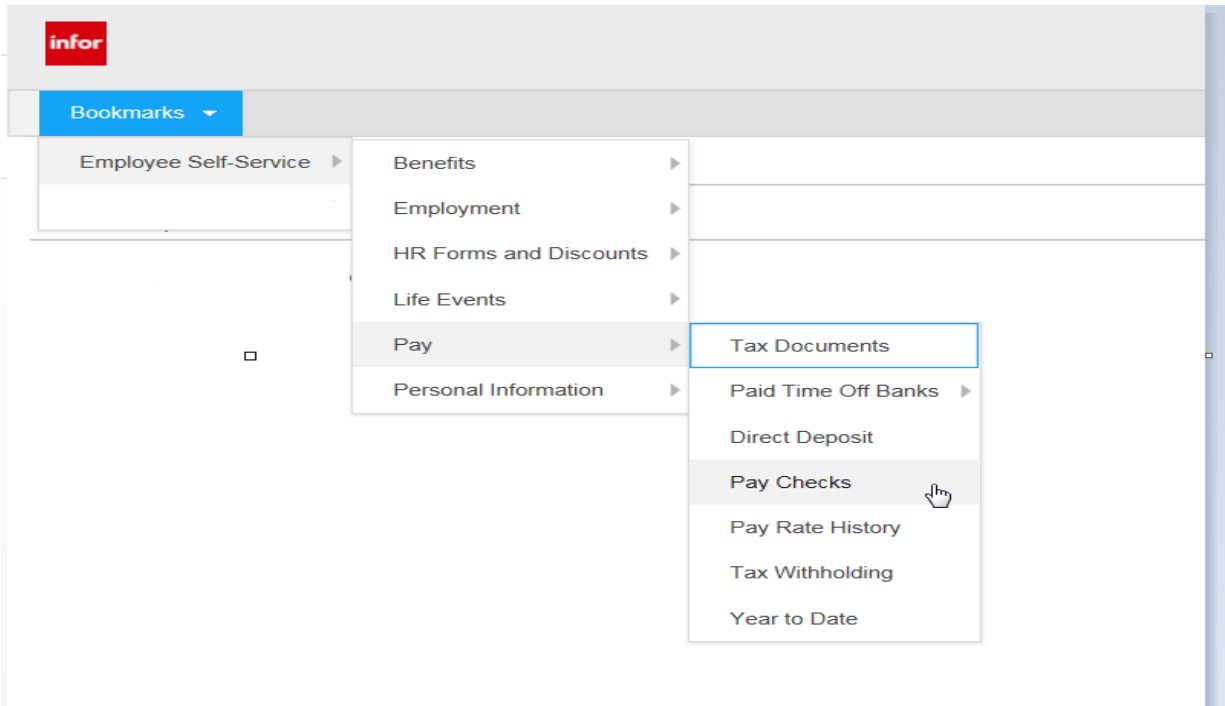 infor
Bookmarks
Employee Self-Service
Benefits
Employment
HR Forms and Discounts
Life Events
Pay
Personal Information
Tax Documents
Paid Time Off Banks
Direct Deposit
Pay Checks
Pay Rate History
Tax Withholding
Year to Date